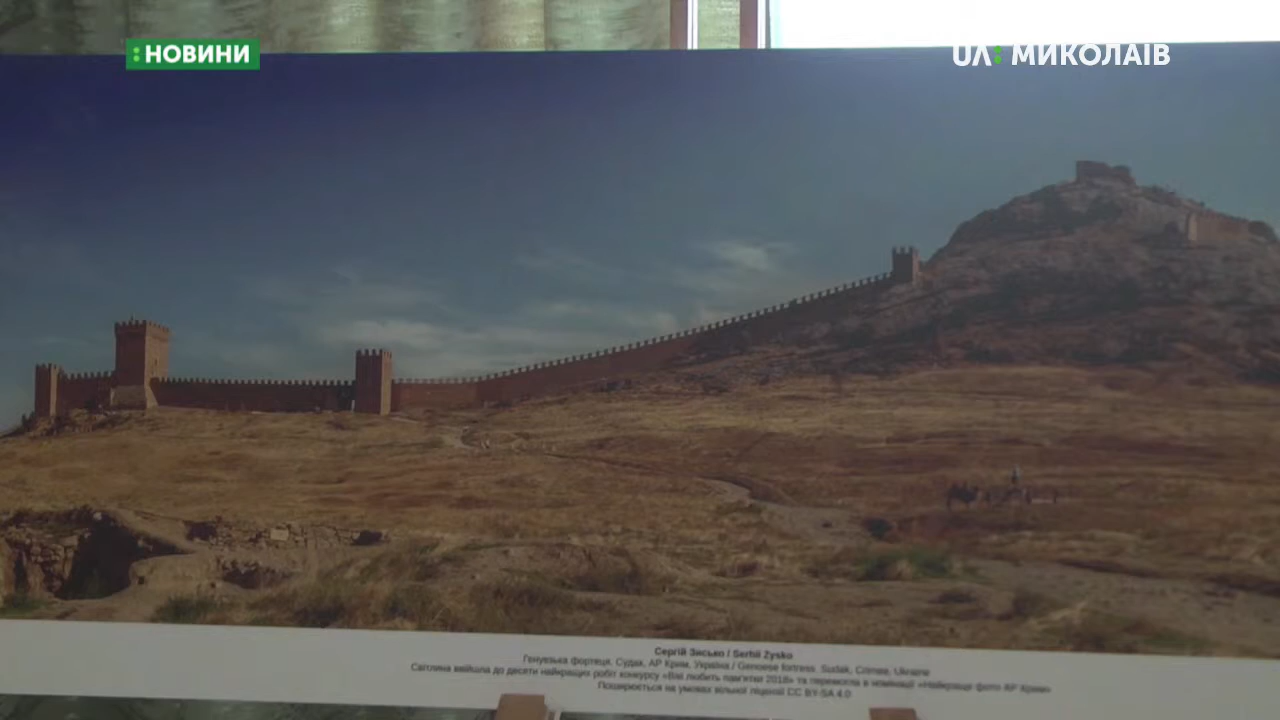 :НОВИНИ
UA: МИКОЛАЇВ
Сергій Зисько / Serhii Zysko
Генуезька фортеця, Судак, АР Крим, Україна / Genoese fortress, Sudak, Crimea, Ukraine
Світлина ввійшла до десяти найкращих робіт конкурсу «Вікі любить пам'ятки 2018» та перемогла в номінації «Найкраще фото АР Крим»
Поширюється на умовах вільної ліцензії CC BY-SA 4.0